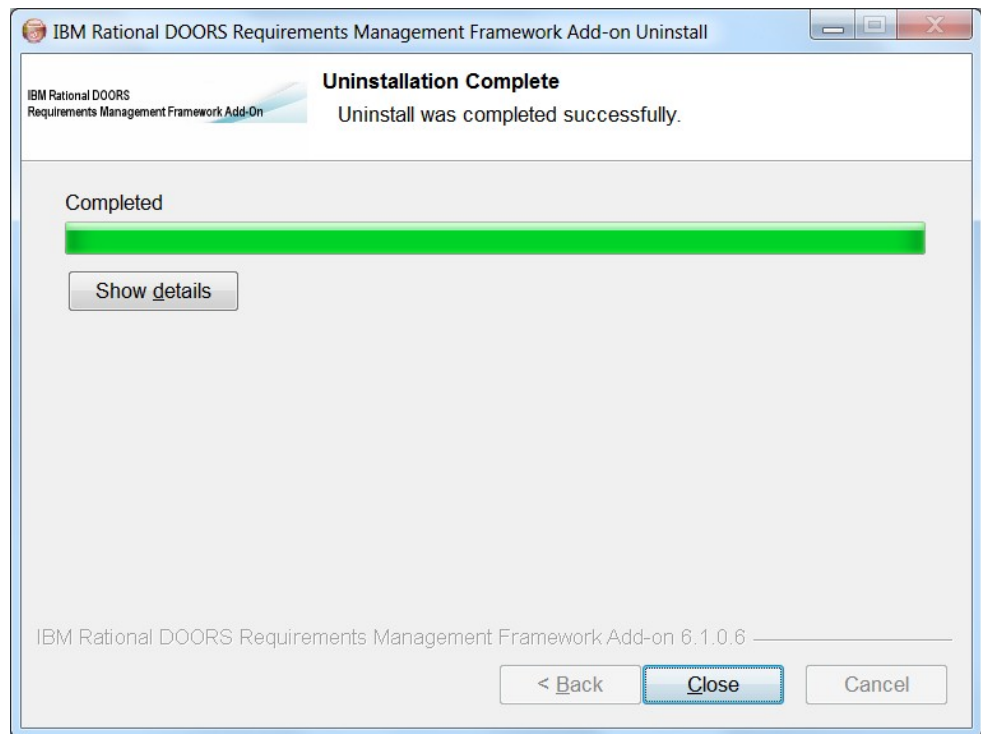 IBM Rational DOORS Requirements Management Framework Add-on Uninstall
IBM Rational DOORS
Requirements Management Framework Add-On
Uninstallation Complete
Uninstall was completed successfully.
Completed
Show details
IBM Rational DOORS Requirements Management Framework Add-on 6.1.0.6
< Back
Close
Cancel